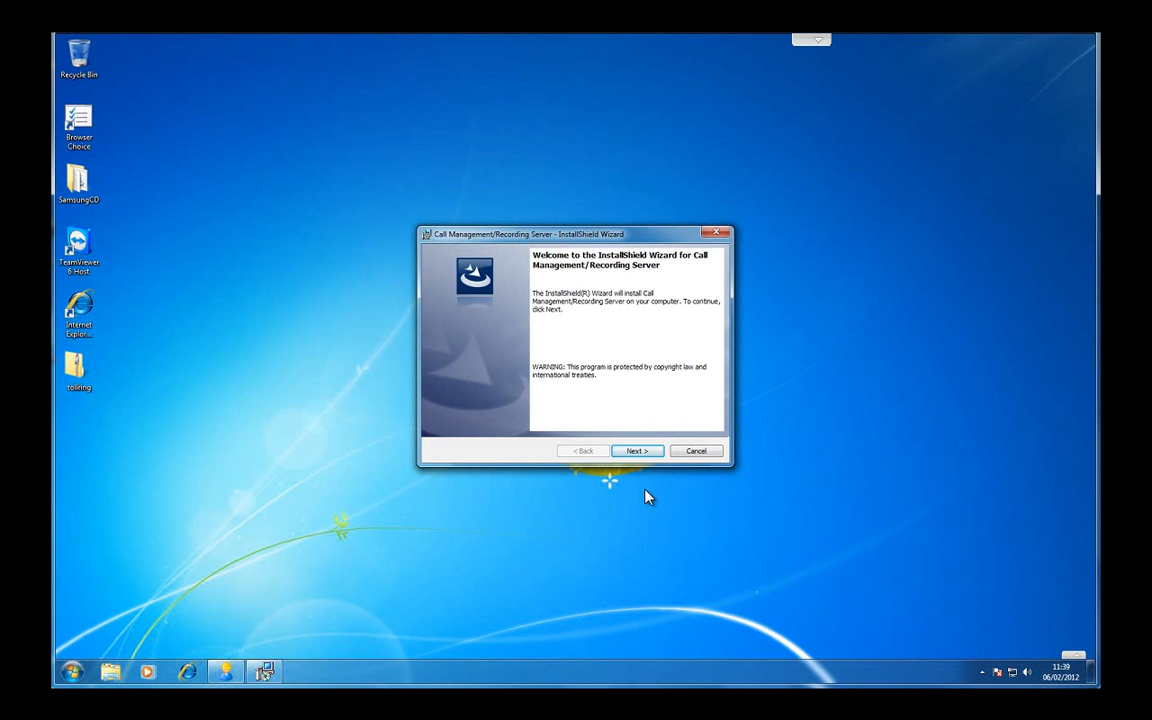 Recycle Bin
Browser
Choice
SamsungCD
TeamViewer
6 Host
Internet
Explor...
Call Management/Recording Server - InstallShield Wizard
Welcome to the InstallShield Wizard for Call
Management/Recording Server
The InstallShield(R) Wizard will install Call
Management/Recording Server on your computer. To continue,
click Next.
WARNING: This program is protected by copyright law and
international treaties.
< Back
Next >
Cancel
11:39
06/02/2012